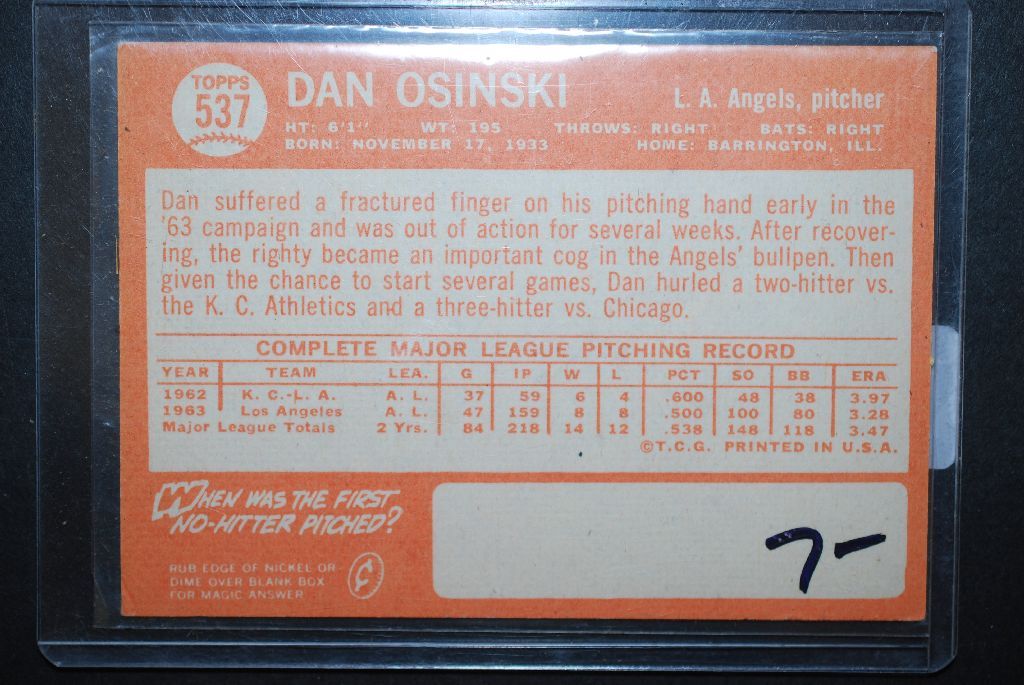 TOPPS
537
DAN OSINSKI
L. A. Angels, pitcher
HT: 6'1" WT: 195 THROWS: RIGHT BATS: RIGHT
BORN: NOVEMBER 17, 1933 HOME: BARRINGTON, ILL.
Dan suffered a fractured finger on his pitching hand early in the
'63 campaign and was out of action for several weeks. After recover-
ing, the righty became an important cog in the Angels' bullpen. Then
given the chance to start several games, Dan hurled a two-hitter vs.
the K. C. Athletics and a three-hitter vs. Chicago.
COMPLETE MAJOR LEAGUE PITCHING RECORD
YEAR TEAM LEA. G IP W L PCT SO BB ERA
1962 K. C.-L. A. A. L. 37 59 6 4 .600 48 38 3.97
1963 Los Angeles A. L. 47 159 8 8 .500 100 80 3.28
Major League Totals 2 Yrs. 84 218 14 12 .538 148 118 3.47
©T.C.G. PRINTED IN U.S.A.
WHEN WAS THE FIRST
NO-HITTER PITCHED?
RUB EDGE OF NICKEL OR
DIME OVER BLANK BOX
FOR MAGIC ANSWER
¢
7-